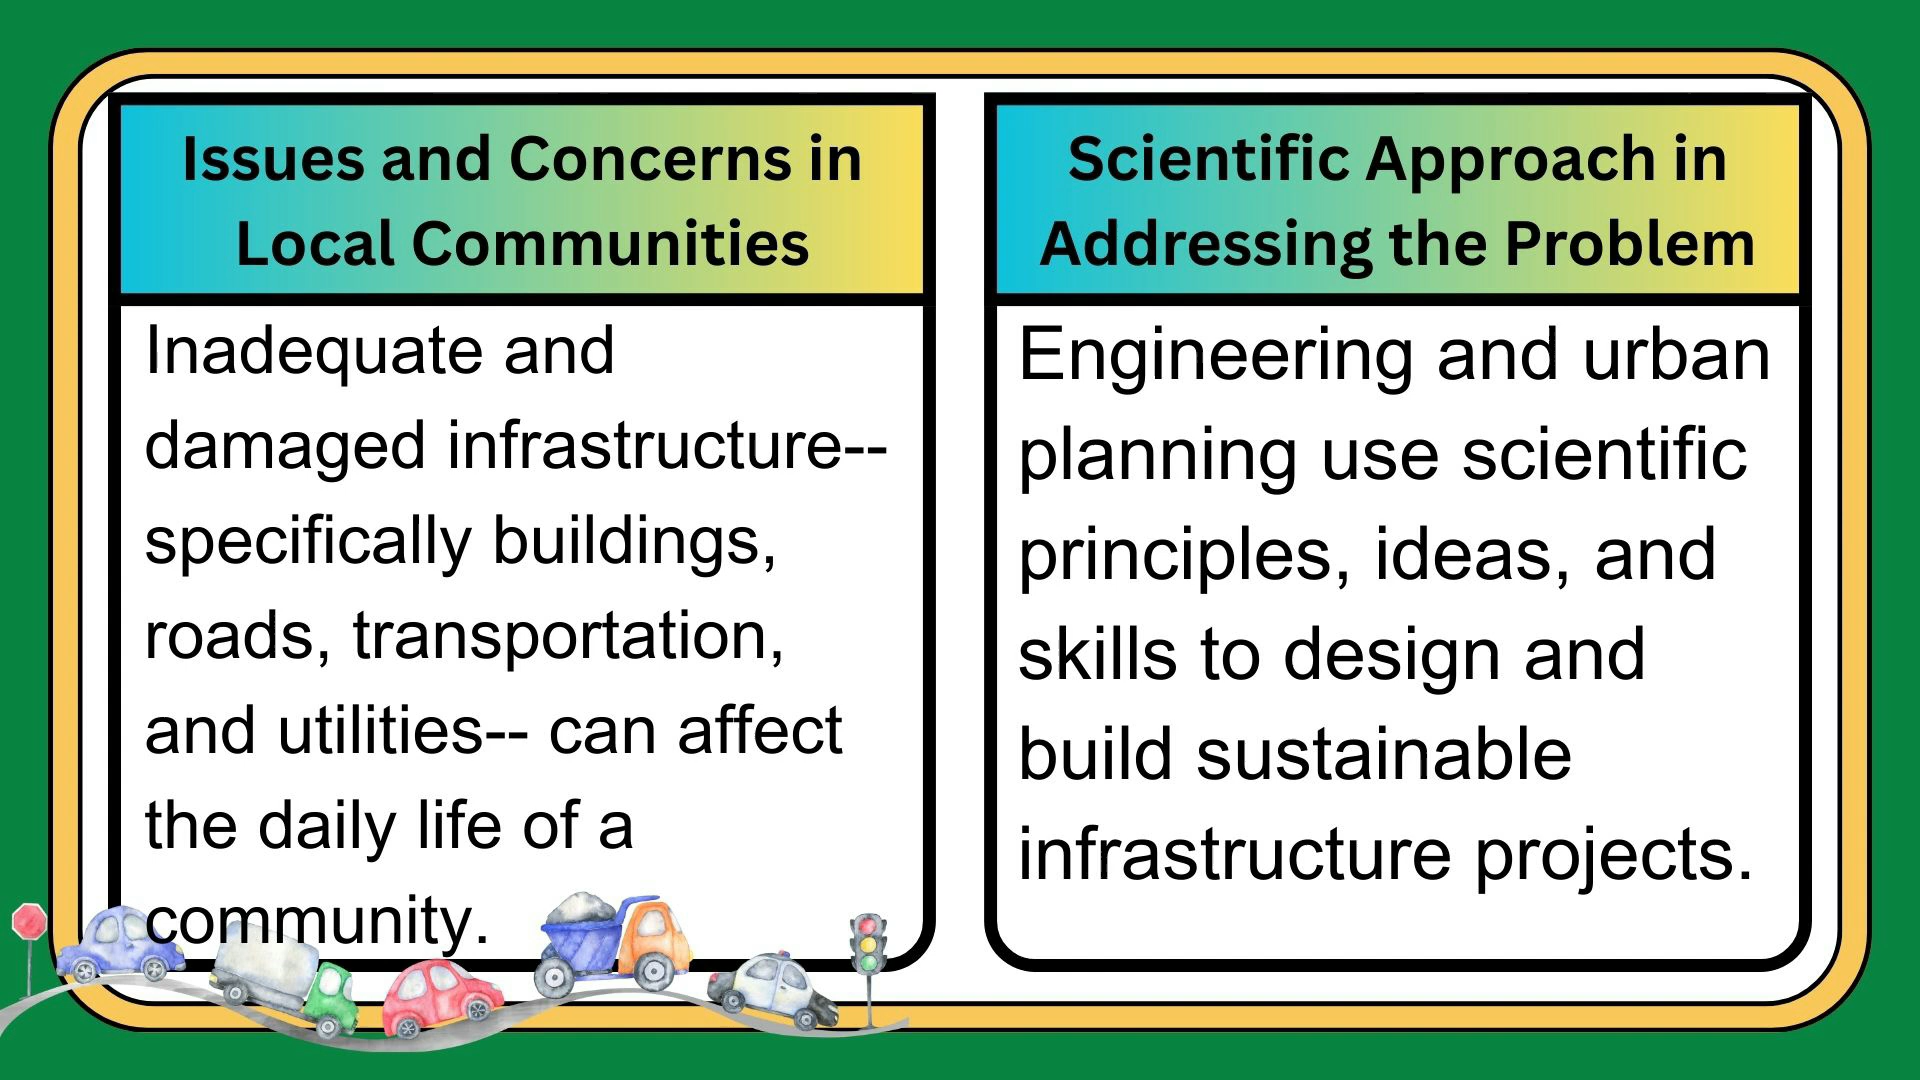 Issues and Concerns in
Local Communities
Inadequate and
damaged infrastructure--
specifically buildings,
roads, transportation,
and utilities-- can affect
the daily life of a
community.
Scientific Approach in
Addressing the Problem
Engineering and urban
planning use scientific
principles, ideas, and
skills to design and
build sustainable
infrastructure projects.